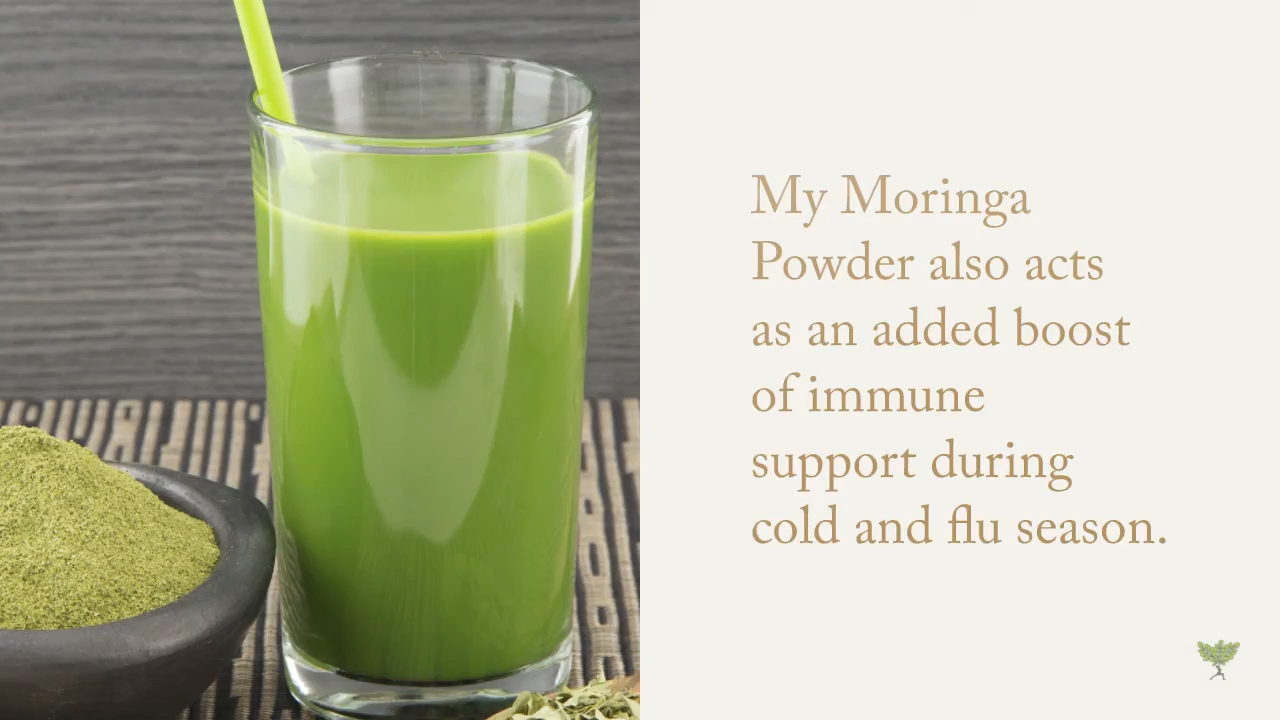 My Moringa
Powder also acts
as an added boost
of immune
support during
cold and flu season.